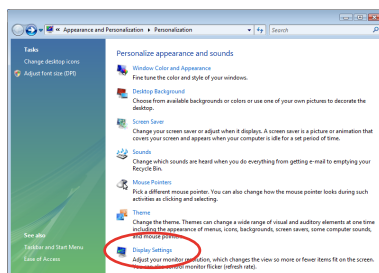 « Appearance and Personalization ▸ Personalization
Search
Tasks
Change desktop icons
Adjust font size (DPI)
See also
Taskbar and Start Menu
Ease of Access
Personalize appearance and sounds
Window Color and Appearance
Fine tune the color and style of your windows.
Desktop Background
Choose from available backgrounds or colors or use one of your own pictures to decorate the
desktop.
Screen Saver
Change your screen saver or adjust when it displays. A screen saver is a picture or animation that
covers your screen and appears when your computer is idle for a set period of time.
Sounds
Change which sounds are heard when you do everything from getting e-mail to emptying your
Recycle Bin.
Mouse Pointers
Pick a different mouse pointer. You can also change how the mouse pointer looks during such
activities as clicking and selecting.
Theme
Change the theme. Themes can change a wide range of visual and auditory elements at one time
including the appearance of menus, icons, backgrounds, screen savers, some computer sounds,
and mouse pointers.
Display Settings
Adjust your monitor resolution, which changes the view so more or fewer items fit on the screen.
You can also control monitor flicker (refresh rate).